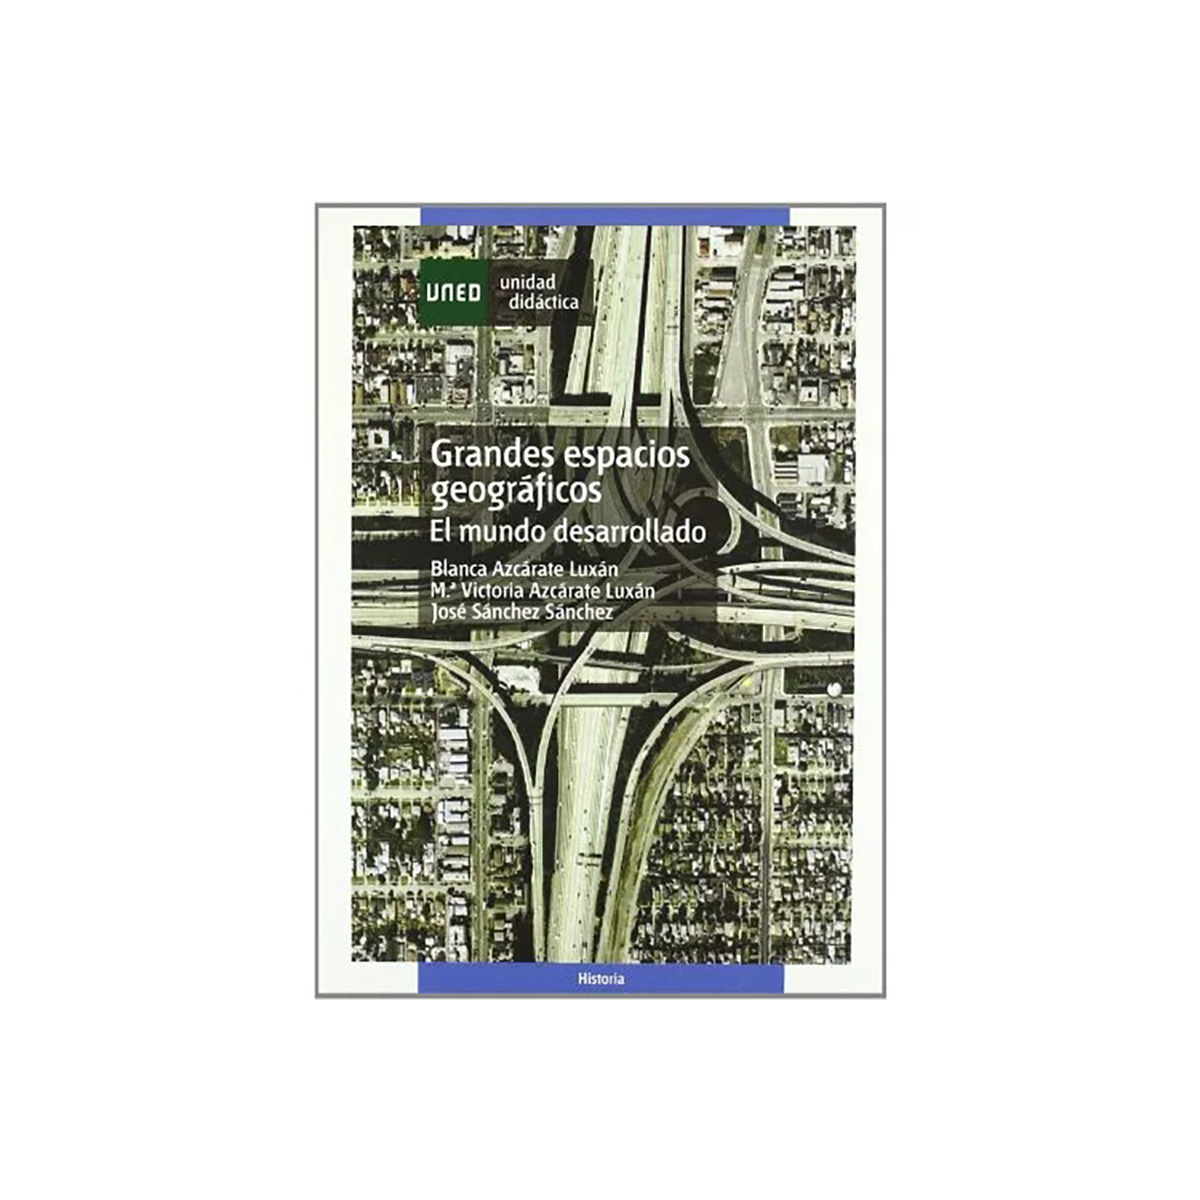 UNED
unidad
didáctica
Grandes espacios
geográficos
El mundo desarrollado
Blanca Azcárate Luxán
M.ª Victoria Azcárate Luxán
José Sánchez Sánchez
Historia